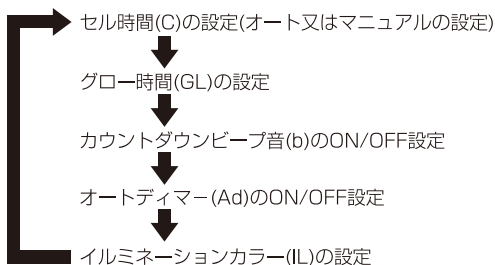 セル時間(C)の設定(オート又はマニュアルの設定)
グロー時間(GL)の設定
カウントダウンビープ音(b)のON/OFF設定
オートディマー(Ad)のON/OFF設定
イルミネーションカラー(IL)の設定